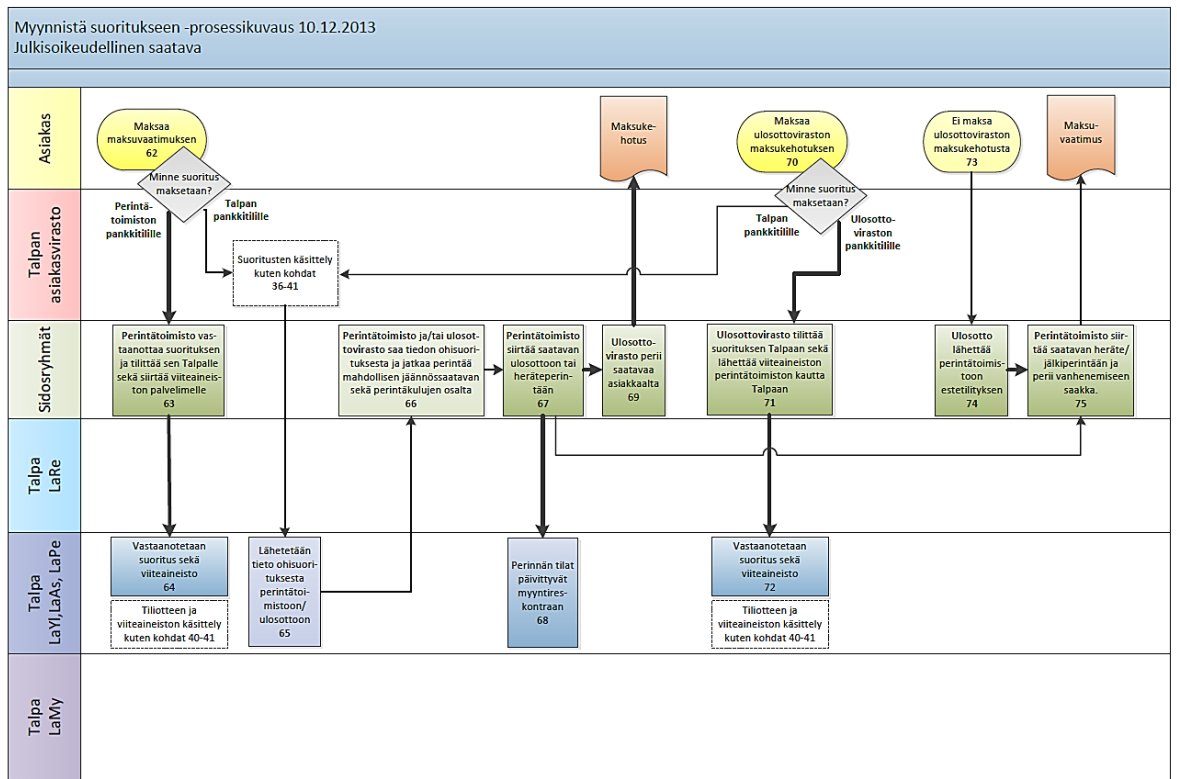 Myynnistä suoritukseen -prosessikuvaus 10.12.2013
Julkisoikeudellinen saatava
Asiakas
Maksaa
maksuvaatimuksen
62
Minne suoritus
maksetaan?
Maksuke-
hotus
Maksaa
ulosottoviraston
maksukehotuksen
70
Minne suoritus
maksetaan?
Ei maksa
ulosottoviraston
maksukehotusta
73
Maksu-
vaatimus
Talpan
asiakasvirasto
Perintä-
toimiston
pankkitilille
Talpan
pankkitilille
Suoritusten käsittely
kuten kohdat
36-41
Talpan
pankkitilille
Ulosotto-
viraston
pankkitilille
Sidosryhmät
Perintätoimisto vas-
taanottaa suorituksen
ja tilittää sen Talpalle
sekä siirtää viiteaineis-
ton palvelimelle
63
Perintätoimisto ja/tai ulosot-
tovirasto saa tiedon ohisuori-
tuksesta ja jatkaa perintää
mahdollisen jäännössaatavan
sekä perintäkulujen osalta
66
Perintätoimisto
siirtää saatavan
ulosottoon tai
heräteperin-
tään
67
Ulosotto-
virasto perii
saatavaa
asiakkaalta
69
Ulosottovirasto tilittää
suorituksen Talpaan sekä
lähettää viiteaineiston
perintätoimiston kautta
Talpaan
71
Ulosotto
lähettää
perintätoimis-
toon
estetilityksen
74
Perintätoimisto siir-
tää saatavan heräte/
jälkiperintään ja
perii vanhenemiseen
saakka.
75
Talpa
LaRe
Talpa
LaYl,LaAs, LaPe
Vastaanotetaan
suoritus sekä
viiteaineisto
64
Tiliotteen ja
viiteaineiston käsittely
kuten kohdat 40-41
Lähetetään
tieto ohisuori-
tuksesta
perintätoi-
mistoon/
ulosottoon
65
Perinnän tilat
päivittyvät
myyntires-
kontraan
68
Vastaanotetaan
suoritus sekä
viiteaineisto
72
Tiliotteen ja
viiteaineiston käsittely
kuten kohdat 40-41
Talpa
LaMy